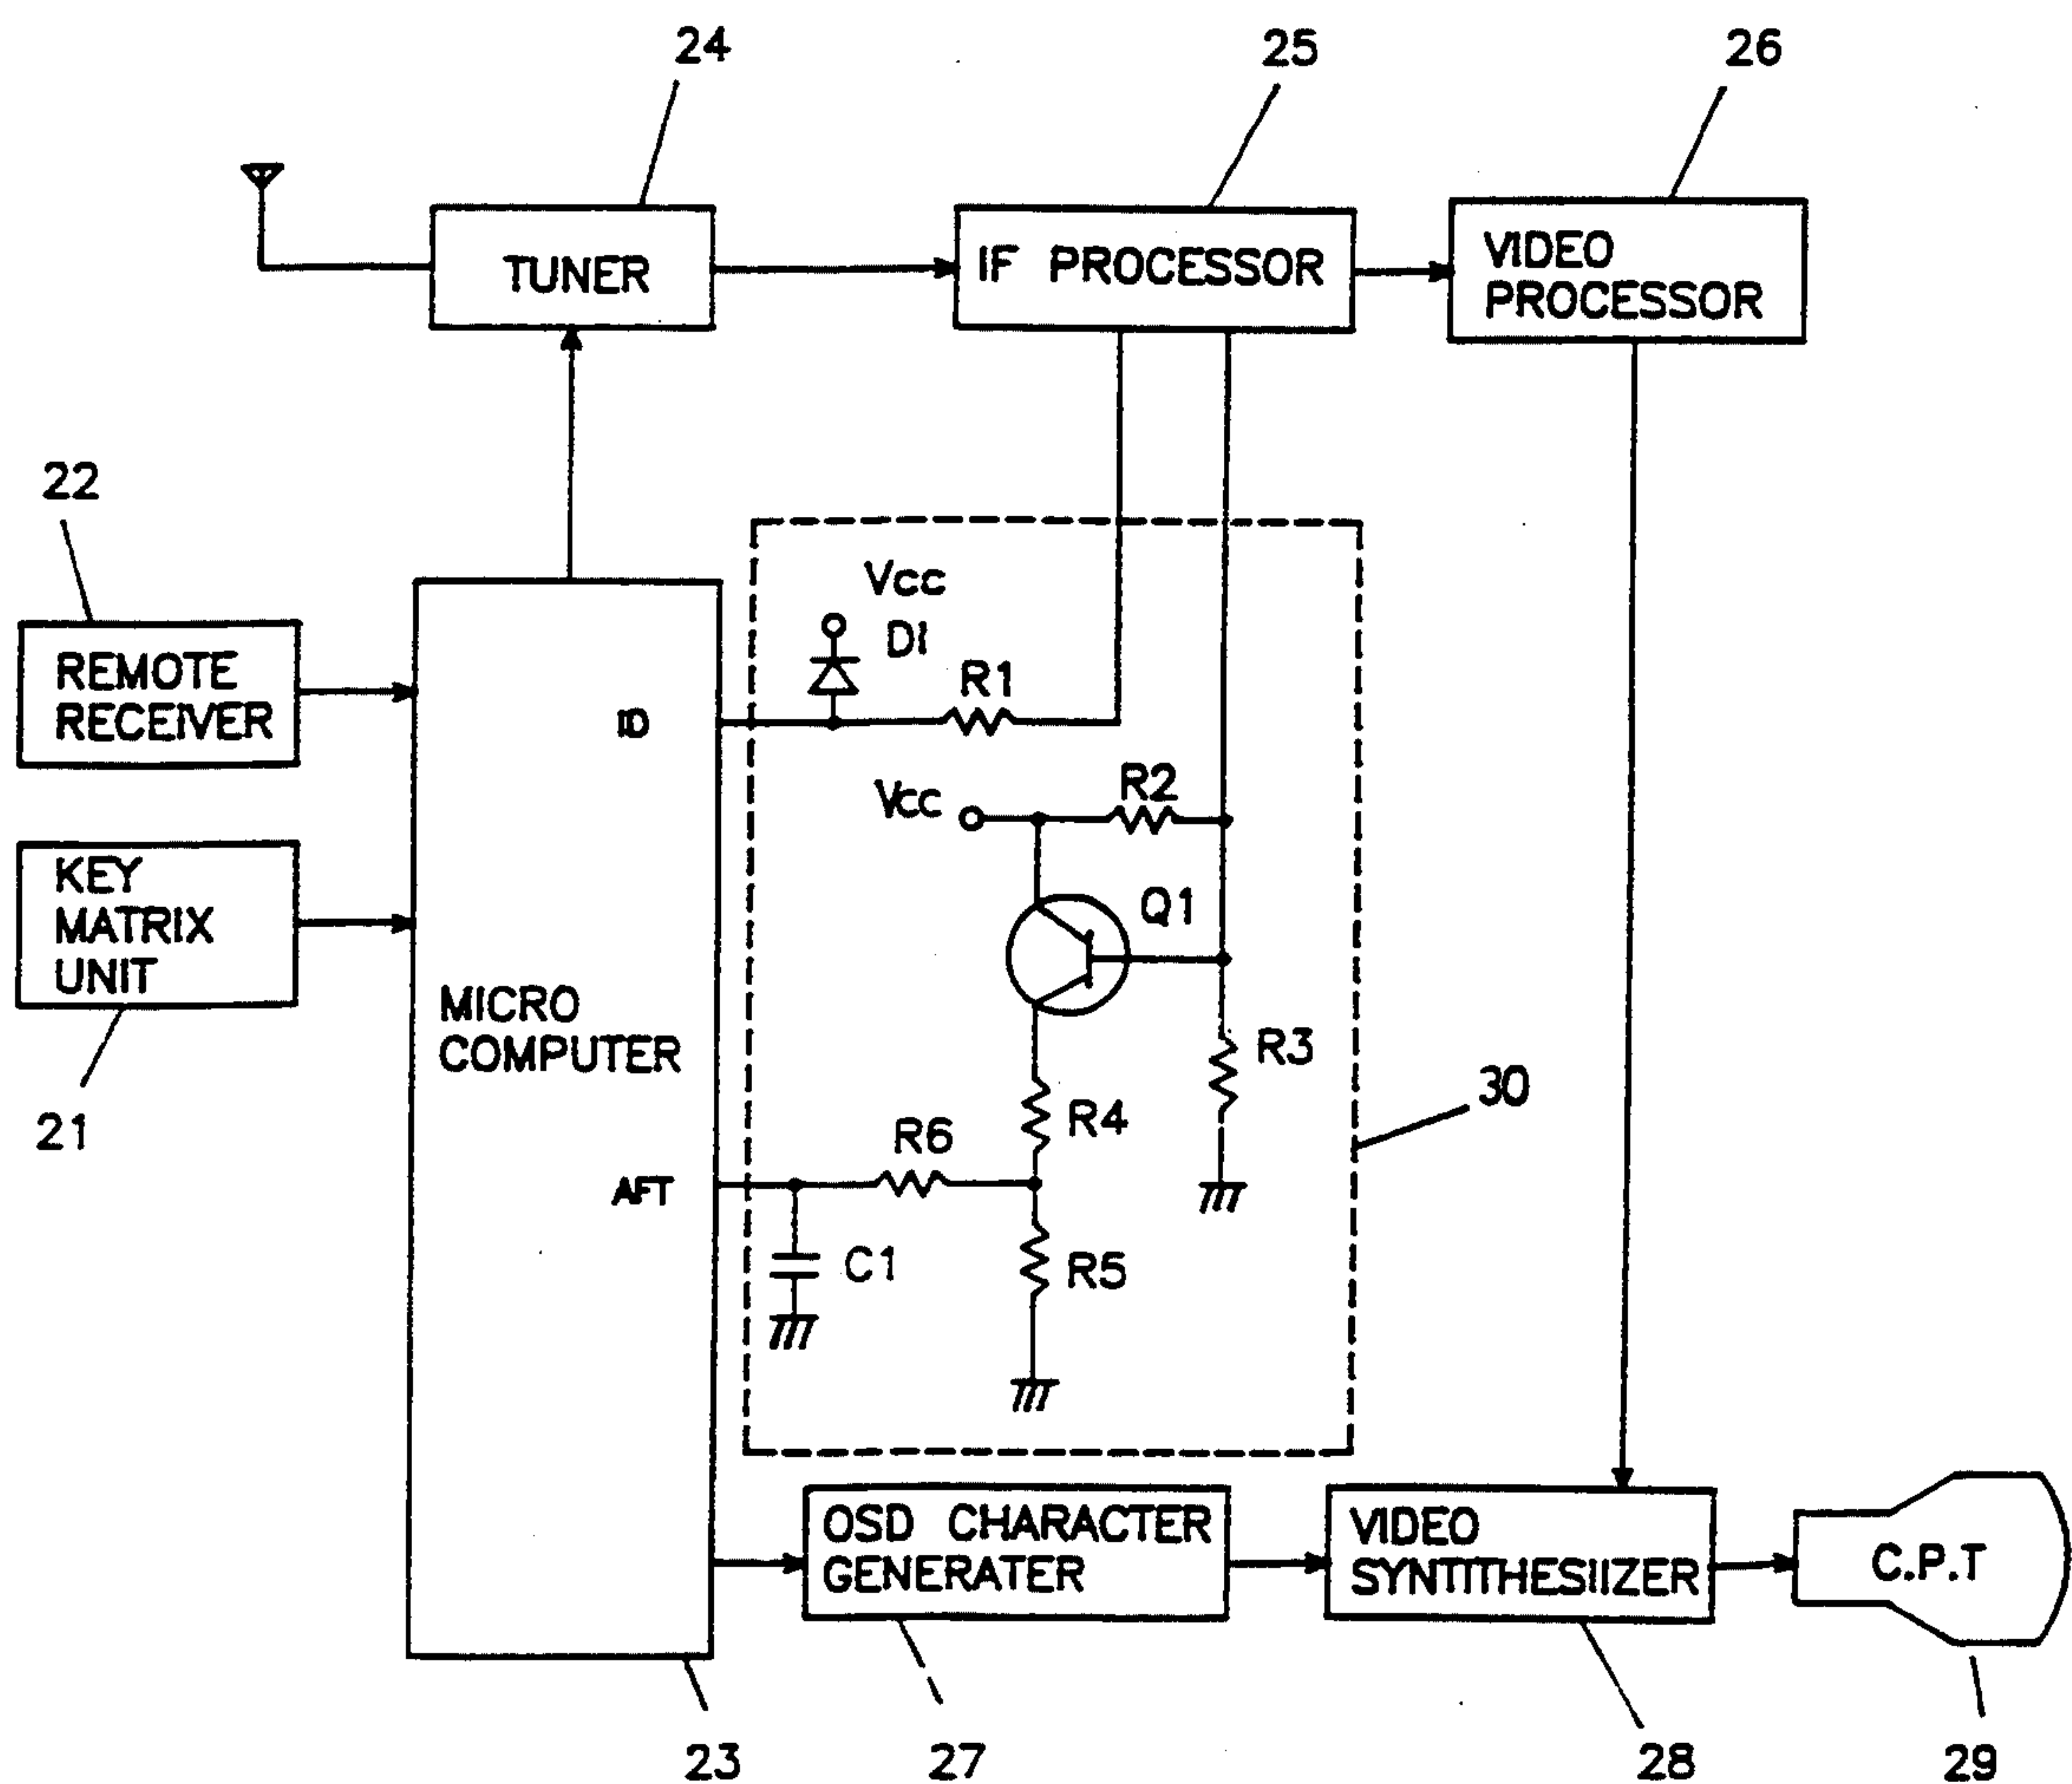 24
25
26
TUNER
IF PROCESSOR
VIDEO
PROCESSOR
22
REMOTE
RECEIVER
Vcc
D1
R1
ID
Vcc
R2
KEY
MATRIX
UNIT
Q1
MICRO
COMPUTER
R3
30
21
R4
R6
AFT
C1
R5
OSD CHARACTER
GENERATER
VIDEO
SYNTITHESIIZER
C.P.T
23
27
28
29